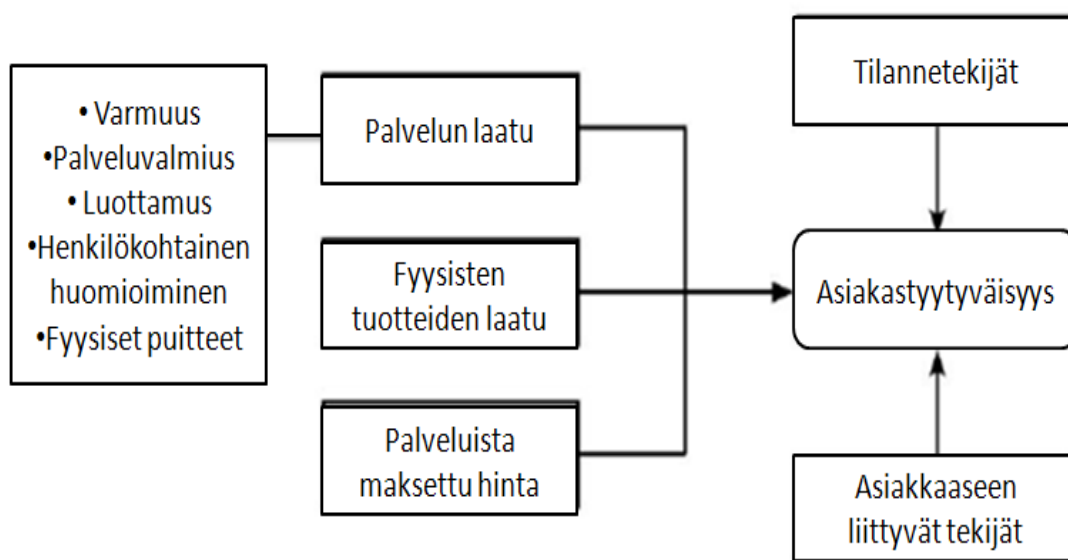 • Varmuus
•Palveluvalmius
• Luottamus
•Henkilökohtainen
huomioiminen
•Fyysiset puitteet
Palvelun laatu
Fyysisten
tuotteiden laatu
Palveluista
maksettu hinta
Tilannetekijät
Asiakastyytyväisyys
Asiakkaaseen
liittyvät tekijät